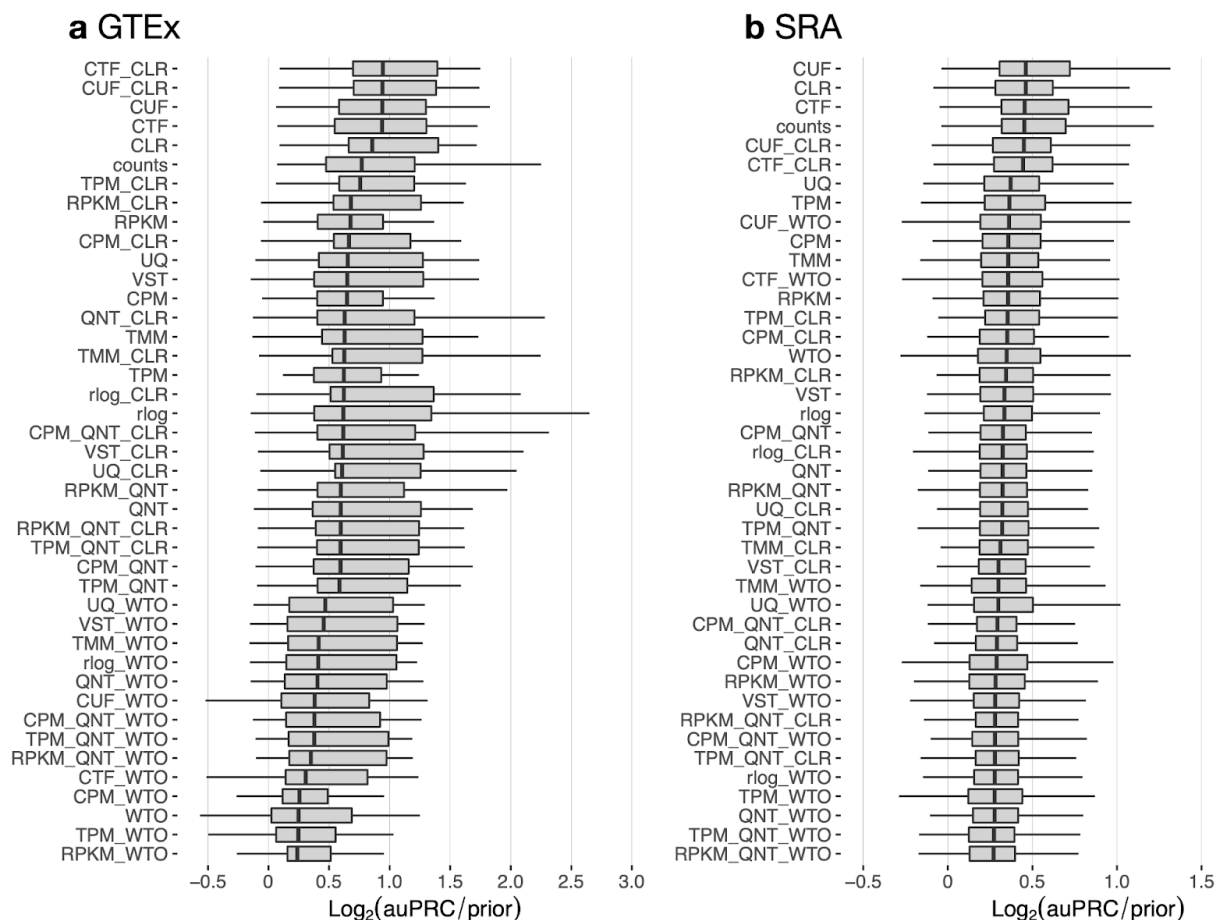 a GTEx
CTF_CLR
CUF_CLR
CUF
CTF
CLR
counts
TPM_CLR
RPKM_CLR
RPKM
CPM_CLR
UQ
VST
CPM
QNT_CLR
TMM
TMM_CLR
TPM
rlog_CLR
rlog
CPM_QNT_CLR
VST_CLR
UQ_CLR
RPKM_QNT
QNT
RPKM_QNT_CLR
TPM_QNT_CLR
CPM_QNT
TPM_QNT
UQ_WTO
VST_WTO
TMM_WTO
rlog_WTO
QNT_WTO
CUF_WTO
CPM_QNT_WTO
TPM_QNT_WTO
RPKM_QNT_WTO
CTF_WTO
CPM_WTO
WTO
TPM_WTO
RPKM_WTO
−0.5 0 0.5 1.0 1.5 2.0 2.5 3.0
Log2(auPRC/prior)
b SRA
CUF
CLR
CTF
counts
CUF_CLR
CTF_CLR
UQ
TPM
CUF_WTO
CPM
TMM
CTF_WTO
RPKM
TPM_CLR
CPM_CLR
WTO
RPKM_CLR
VST
rlog
CPM_QNT
rlog_CLR
QNT
RPKM_QNT
UQ_CLR
TPM_QNT
TMM_CLR
VST_CLR
TMM_WTO
UQ_WTO
CPM_QNT_CLR
QNT_CLR
CPM_WTO
RPKM_WTO
VST_WTO
RPKM_QNT_CLR
CPM_QNT_WTO
TPM_QNT_CLR
rlog_WTO
TPM_WTO
QNT_WTO
TPM_QNT_WTO
RPKM_QNT_WTO
−0.5 0 0.5 1.0 1.5
Log2(auPRC/prior)